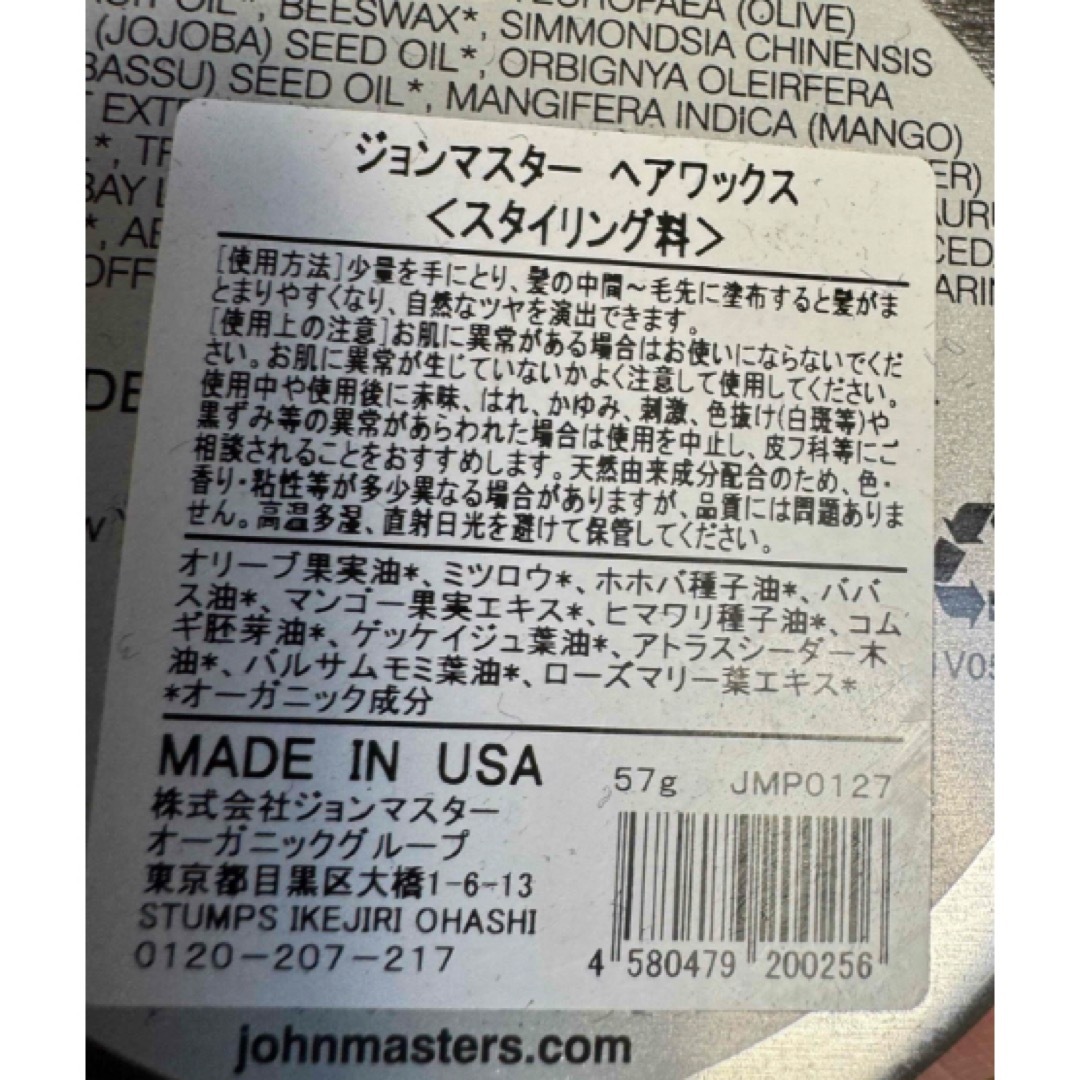 OIL*, BEESWAX*, EUROPAEA (OLIVE)
(JOJOBA) SEED OIL*, SIMMONDSIA CHINENSIS
BASSU) SEED OIL*, ORBIGNYA OLEIRFERA
MANGIFERA INDICA (MANGO)
ジョンマスター ヘアワックス
<スタイリング料>
[使用方法]少量を手にとり、髪の中間～毛先に塗布すると髪がま
とまりやすくなり、自然なツヤを演出できます。
[使用上の注意]お肌に異常がある場合はお使いにならないでくだ
さい。お肌に異常が生じていないかよく注意して使用してください。
使用中や使用後に赤味、はれ、かゆみ、刺激、色抜け(白斑等)や
黒ずみ等の異常があらわれた場合は使用を中止し、皮フ科等にご
相談されることをおすすめします。天然由来成分配合のため、色・
香り・粘性等が多少異なる場合がありますが、品質には問題ありま
せん。高温多湿、直射日光を避けて保管してください。
オリーブ果実油*、ミツロウ*、ホホバ種子油*、ババ
ス油*、マンゴー果実エキス*、ヒマワリ種子油*、コム
ギ胚芽油*、ゲッケイジュ葉油*、アトラスシーダー木
油*、バルサムモミ葉油*、ローズマリー葉エキス*
*オーガニック成分
MADE IN USA 57g JMP0127
株式会社ジョンマスター
オーガニックグループ
東京都目黒区大橋1-6-13
STUMPS IKEJIRI OHASHI
0120-207-217
4 580479 200256
johnmasters.com